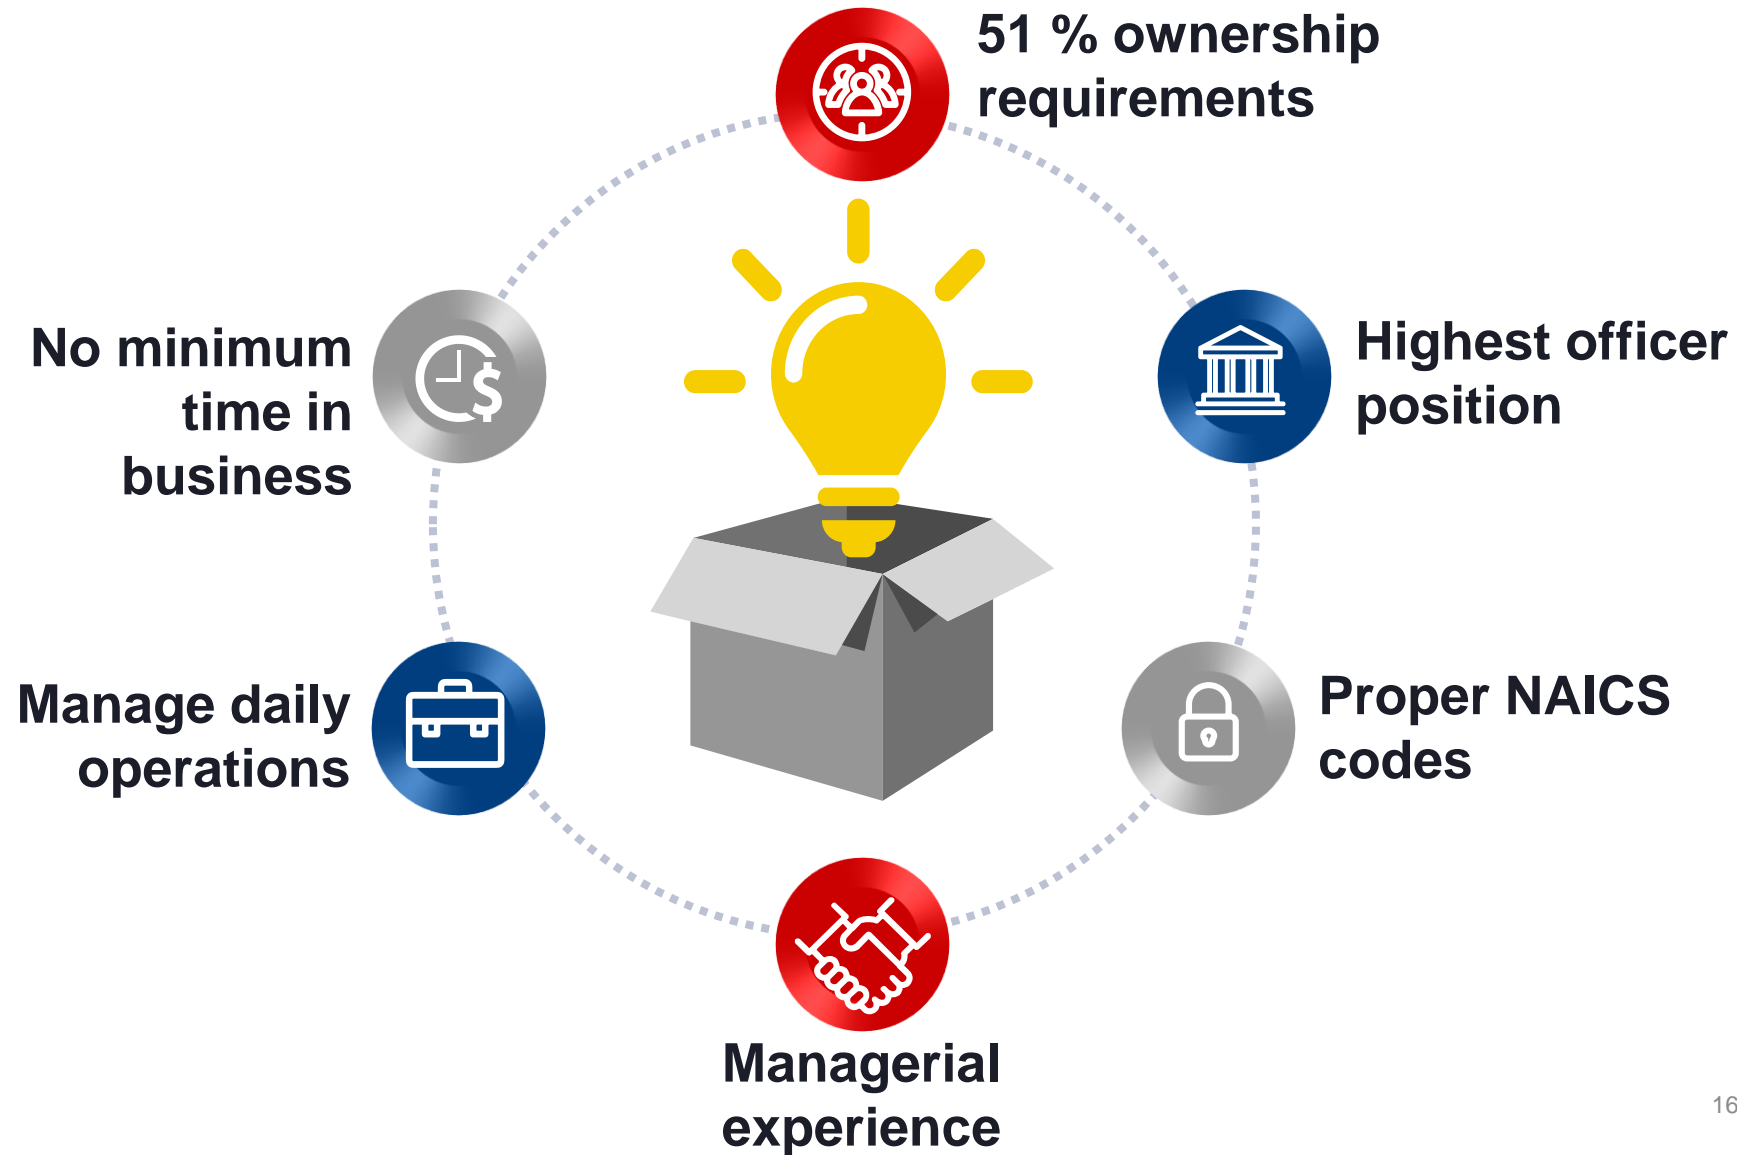 51 % ownership
requirements
Highest officer
position
Proper NAICS
codes
Managerial
experience
Manage daily
operations
No minimum
time in
business
$
16